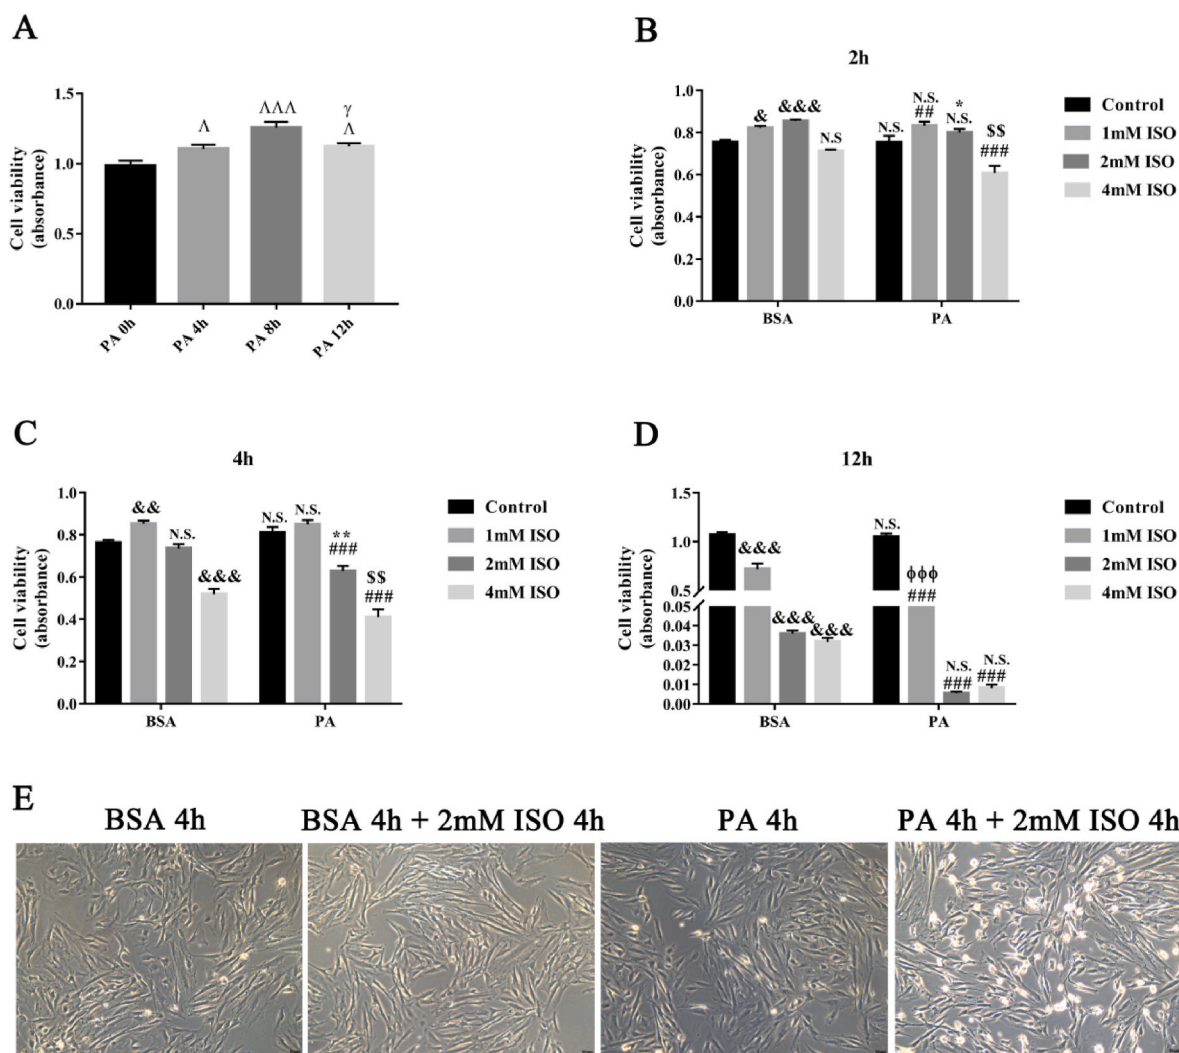 A
Cell viability
(absorbance)
1.5
1.0
0.5
0.0
Λ
ΛΛΛ
γ
Λ
PA 0h
PA 4h
PA 8h
PA 12h
B
2h
Cell viability
(absorbance)
1.0
0.8
0.6
0.4
0.2
0.0
&
&&&
N.S
N.S.
N.S.
##
*
N.S.
$$
###
BSA
PA
Control
1mM ISO
2mM ISO
4mM ISO
C
4h
Cell viability
(absorbance)
1.0
0.8
0.6
0.4
0.2
0.0
&&
N.S.
&&&
N.S.
N.S.
**
###
$$
###
BSA
PA
Control
1mM ISO
2mM ISO
4mM ISO
D
12h
Cell viability
(absorbance)
1.5
1.0
0.5
0.05
0.04
0.03
0.02
0.01
0.00
&&&
&&&
&&&
N.S.
ϕϕϕ
###
N.S.
###
N.S.
###
BSA
PA
Control
1mM ISO
2mM ISO
4mM ISO
E
BSA 4h
BSA 4h + 2mM ISO 4h
PA 4h
PA 4h + 2mM ISO 4h